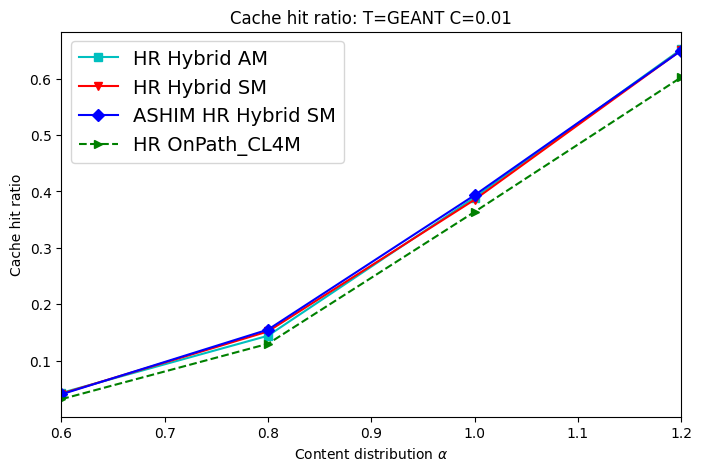 Cache hit ratio: T=GEANT C=0.01
HR Hybrid AM
HR Hybrid SM
ASHIM HR Hybrid SM
HR OnPath_CL4M
Cache hit ratio
0.6
0.5
0.4
0.3
0.2
0.1
0.6 0.7 0.8 0.9 1.0 1.1 1.2
Content distribution α